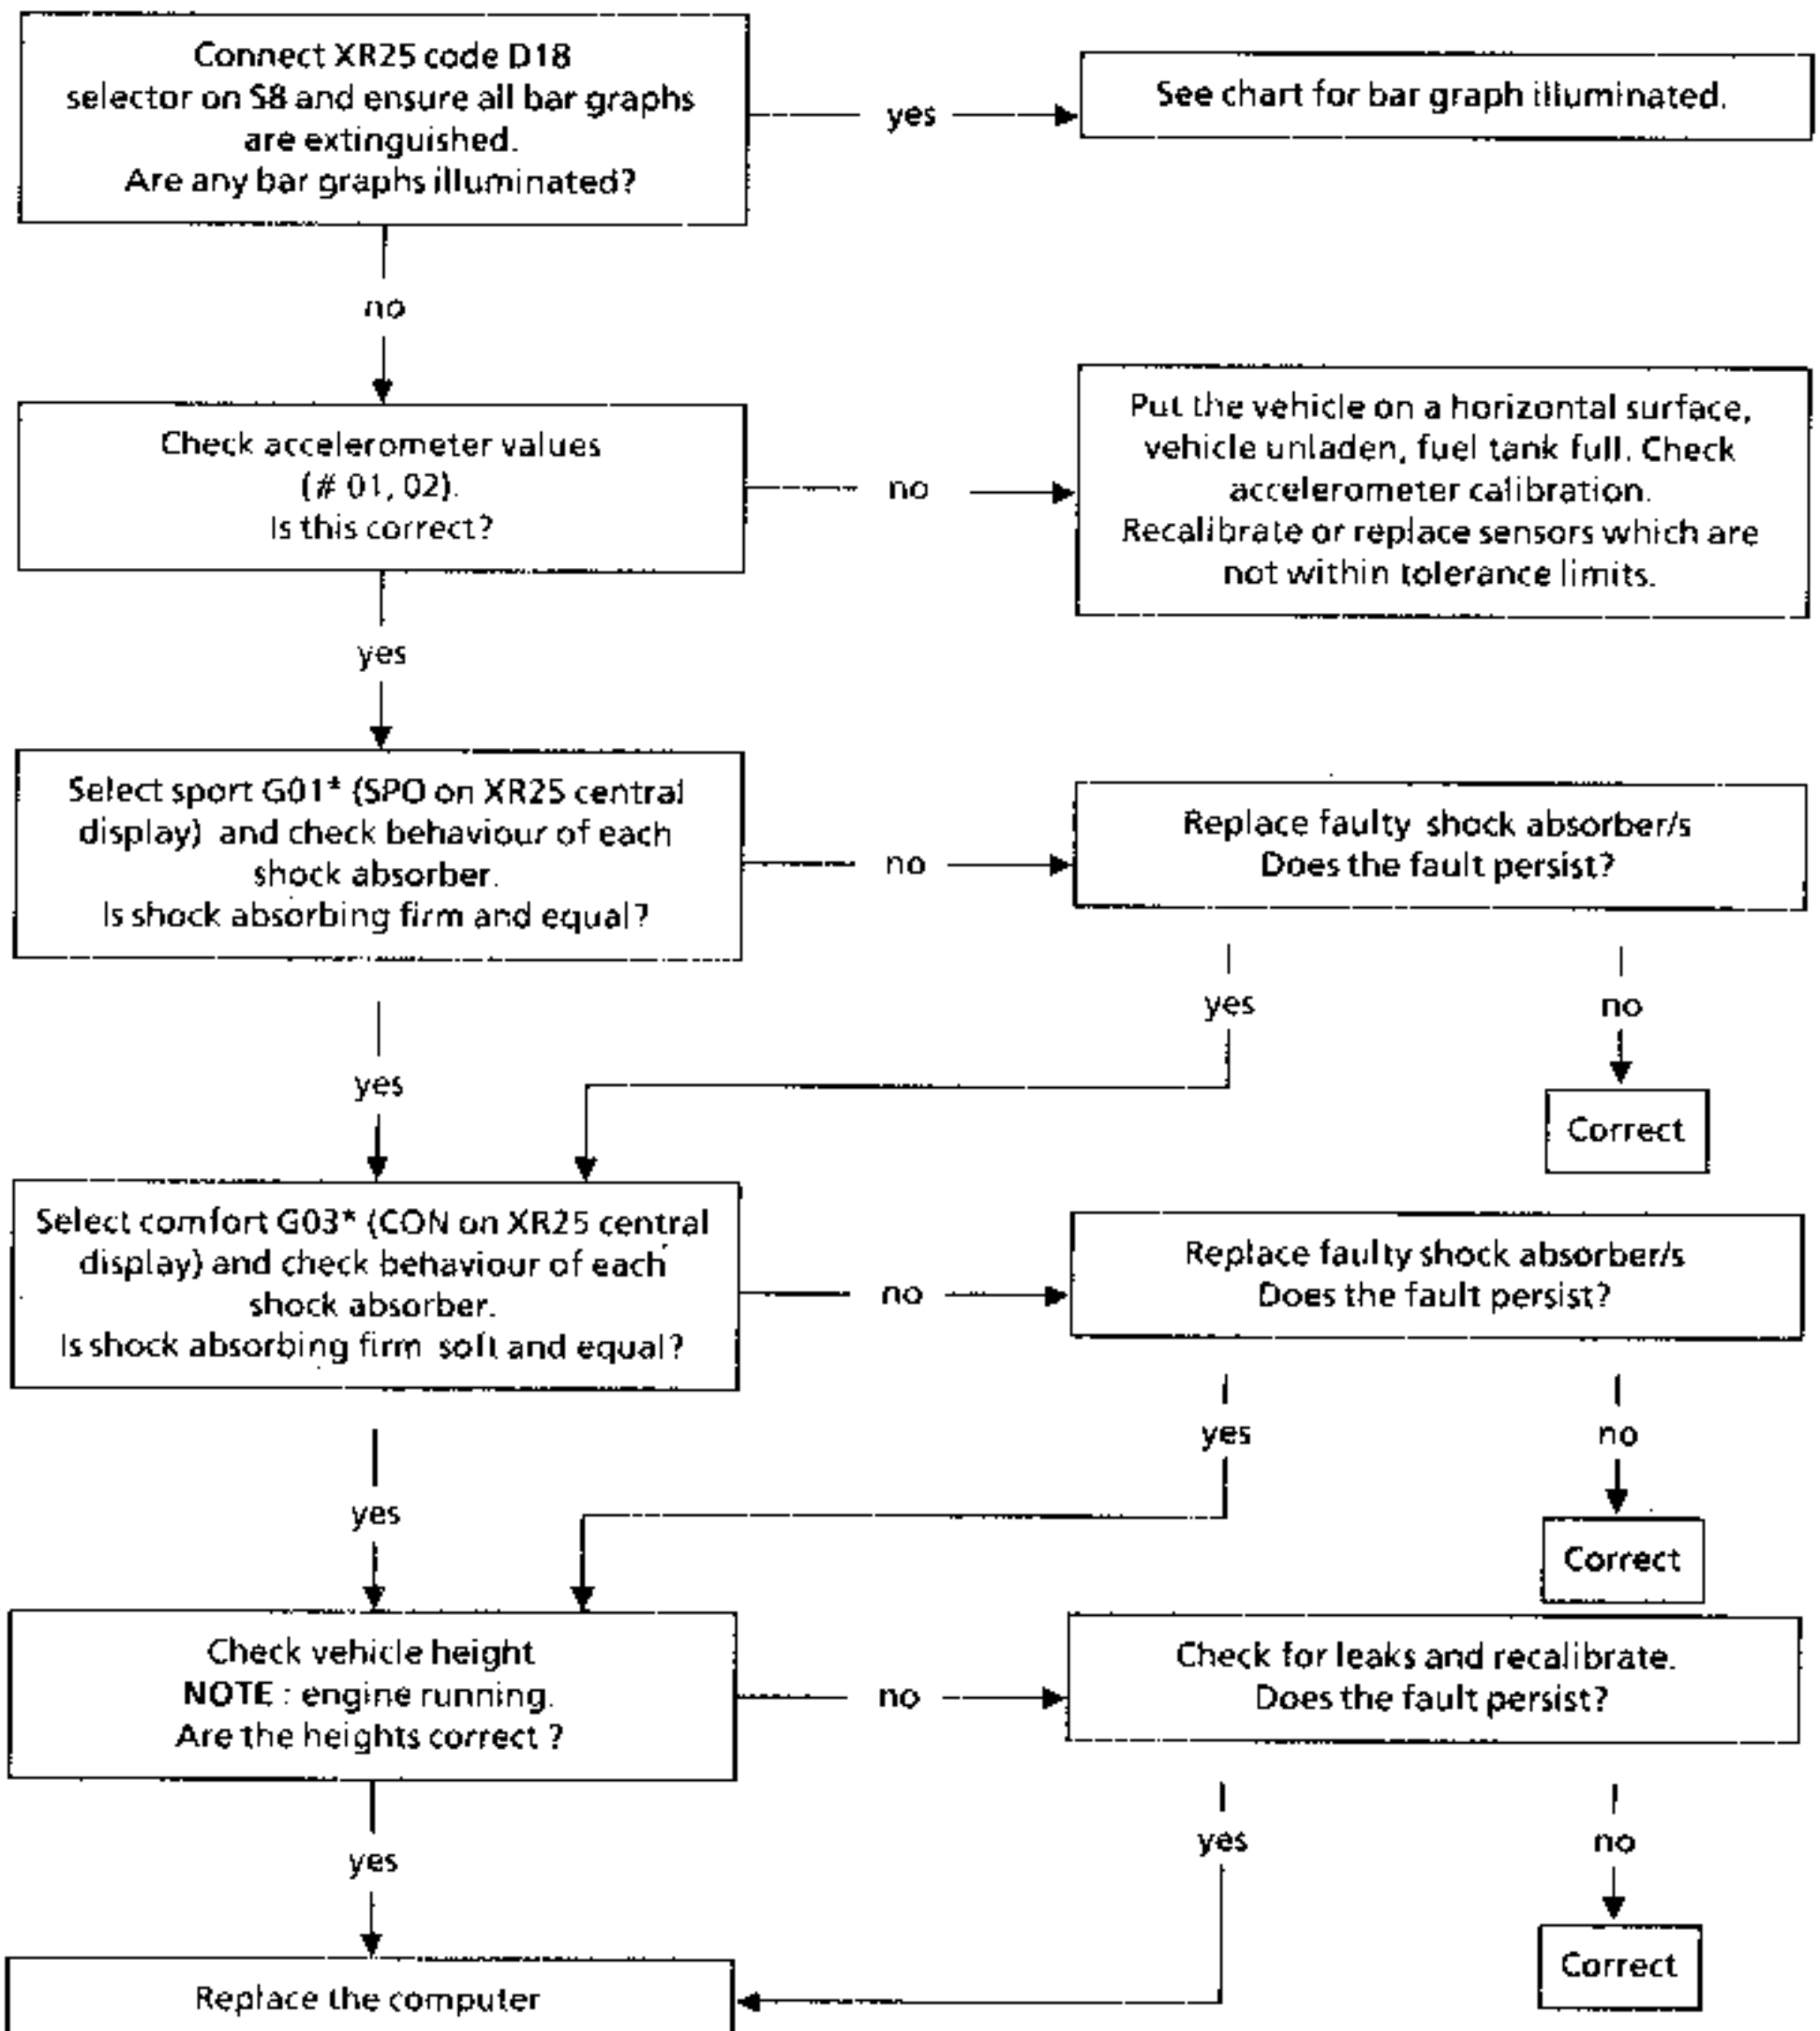 Connect XR25 code D18
selector on S8 and ensure all bar graphs
are extinguished.
Are any bar graphs illuminated?
yes
See chart for bar graph illuminated.
no
Check accelerometer values
(# 01, 02).
Is this correct?
no
Put the vehicle on a horizontal surface,
vehicle unladen, fuel tank full. Check
accelerometer calibration.
Recalibrate or replace sensors which are
not within tolerance limits.
yes
Select sport G01* (SPO on XR25 central
display) and check behaviour of each
shock absorber.
Is shock absorbing firm and equal?
no
Replace faulty shock absorber/s
Does the fault persist?
yes
no
yes
Correct
Select comfort G03* (CON on XR25 central
display) and check behaviour of each
shock absorber.
Is shock absorbing firm soft and equal?
no
Replace faulty shock absorber/s
Does the fault persist?
yes
no
yes
Correct
Check vehicle height
NOTE : engine running.
Are the heights correct ?
no
Check for leaks and recalibrate.
Does the fault persist?
yes
no
yes
Correct
Replace the computer